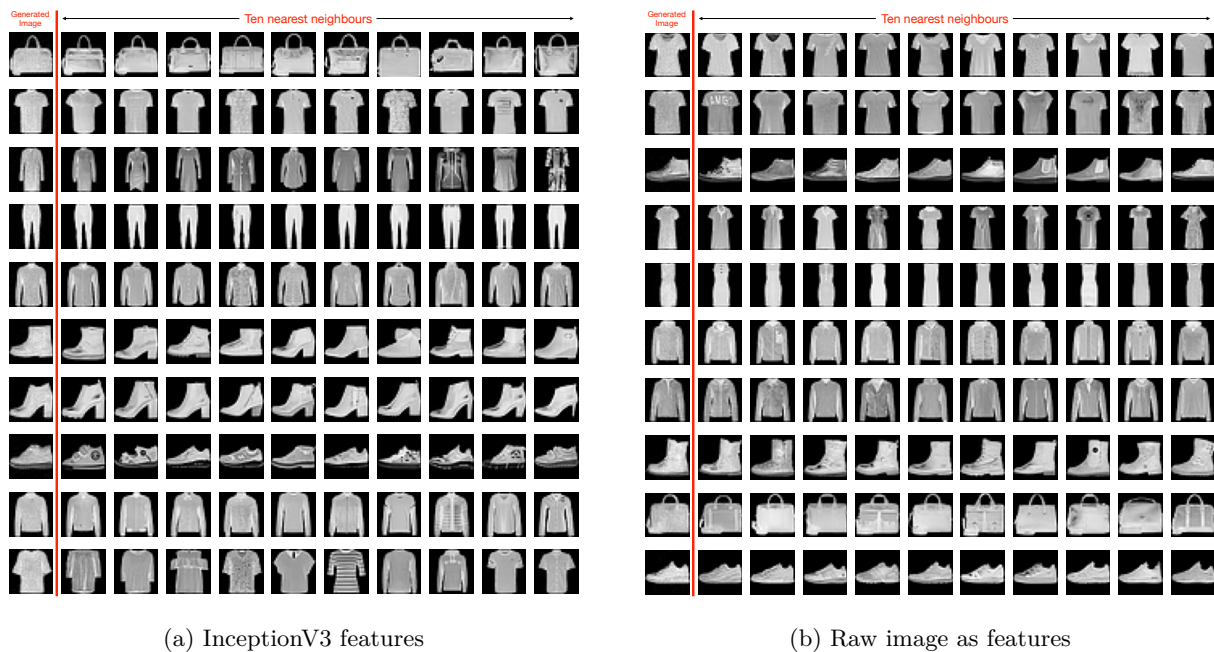 Generated
Image
Ten nearest neighbours
Generated
Image
Ten nearest neighbours
(a) InceptionV3 features
(b) Raw image as features